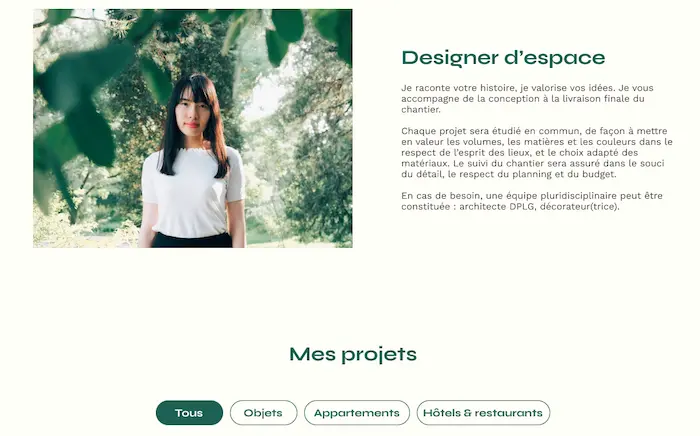 Designer d’espace
Je raconte votre histoire, je valorise vos idées. Je vous
accompagne de la conception à la livraison finale du
chantier.
Chaque projet sera étudié en commun, de façon à mettre
en valeur les volumes, les matières et les couleurs dans le
respect de l’esprit des lieux, et le choix adapté des
matériaux. Le suivi du chantier sera assuré dans le souci
du détail, le respect du planning et du budget.
En cas de besoin, une équipe pluridisciplinaire peut être
constituée : architecte DPLG, décorateur(trice).
Mes projets
Tous
Objets
Appartements
Hôtels & restaurants